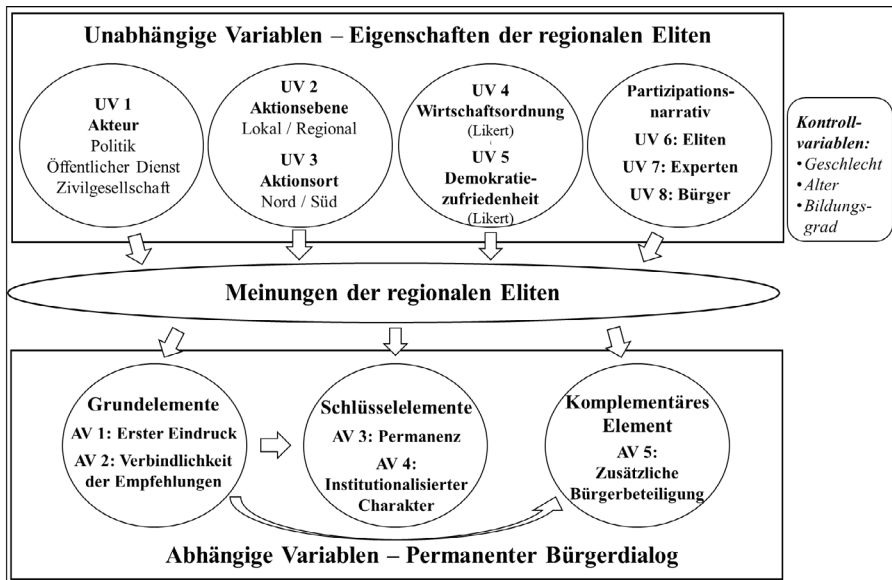 Unabhängige Variablen – Eigenschaften der regionalen Eliten
UV 1
Akteur
Politik
Öffentlicher Dienst
Zivilgesellschaft
UV 2
Aktionsebene
Lokal / Regional
UV 3
Aktionsort
Nord / Süd
UV 4
Wirtschaftsordnung
(Likert)
UV 5
Demokratie-
zufriedenheit
(Likert)
Partizipations-
narrativ
UV 6: Eliten
UV 7: Experten
UV 8: Bürger
Kontroll-
variablen:
• Geschlecht
• Alter
• Bildungs-
grad
Meinungen der regionalen Eliten
Grundelemente
AV 1: Erster Eindruck
AV 2: Verbindlichkeit
der Empfehlungen
Schlüsselelemente
AV 3: Permanenz
AV 4:
Institutionalisierter
Charakter
Komplementäres
Element
AV 5:
Zusätzliche
Bürgerbeteiligung
Abhängige Variablen – Permanenter Bürgerdialog